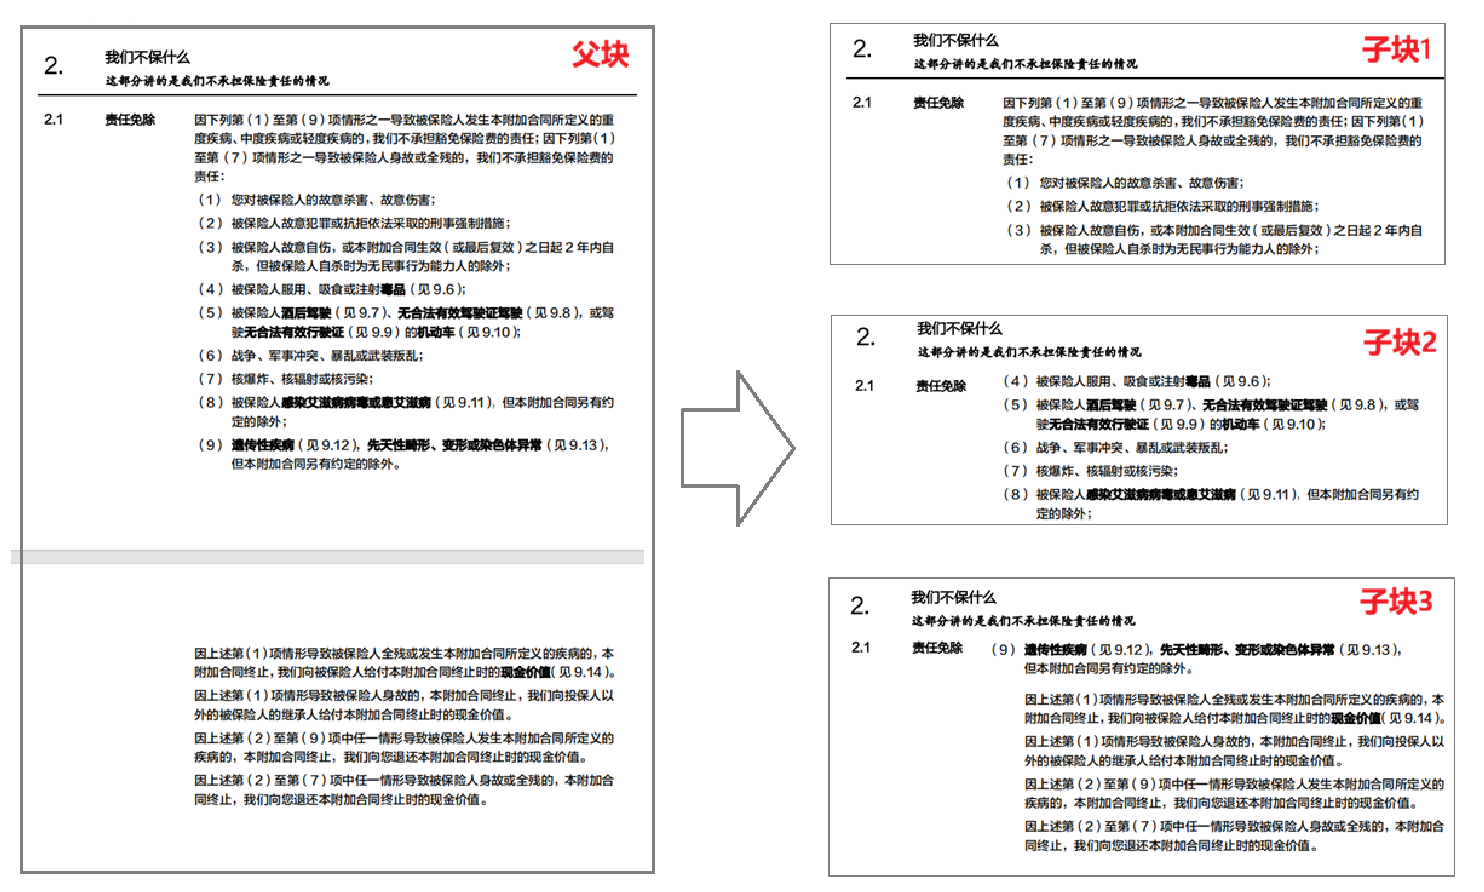 2.
我们不保什么
父块
这部分讲的是我们不承担保险责任的情况
2.1
责任免除
因下列第（1）至第（9）项情形之一导致被保险人发生本附加合同所定义的重
度疾病、中度疾病或轻度疾病的，我们不承担豁免保险费的责任；因下列第（1）
至第（7）项情形之一导致被保险人身故或全残的，我们不承担豁免保险费的
责任：
（1） 您对被保险人的故意杀害、故意伤害；
（2） 被保险人故意犯罪或抗拒依法采取的刑事强制措施；
（3） 被保险人故意自伤，或本附加合同生效（或最后复效）之日起 2 年内自
杀，但被保险人自杀时为无民事行为能力人的除外；
（4） 被保险人服用、吸食或注射毒品（见 9.6）；
（5） 被保险人酒后驾驶（见 9.7）、无合法有效驾驶证驾驶（见 9.8），或驾
驶无合法有效行驶证（见 9.9）的机动车（见 9.10）；
（6） 战争、军事冲突、暴乱或武装叛乱；
（7） 核爆炸、核辐射或核污染；
（8） 被保险人感染艾滋病病毒或患艾滋病（见 9.11），但本附加合同另有约
定的除外；
（9） 遗传性疾病（见 9.12），先天性畸形、变形或染色体异常（见 9.13），
但本附加合同另有约定的除外。
因上述第（1）项情形导致被保险人全残或发生本附加合同所定义的疾病的，本
附加合同终止，我们向被保险人给付本附加合同终止时的现金价值（见 9.14）。
因上述第（1）项情形导致被保险人身故的，本附加合同终止，我们向投保人以
外的被保险人的继承人给付本附加合同终止时的现金价值。
因上述第（2）至第（9）项中任一情形导致被保险人发生本附加合同所定义的
疾病的，本附加合同终止，我们向您退还本附加合同终止时的现金价值。
因上述第（2）至第（7）项中任一情形导致被保险人身故或全残的，本附加合
同终止，我们向您退还本附加合同终止时的现金价值。
2.
我们不保什么
子块1
这部分讲的是我们不承担保险责任的情况
2.1
责任免除
因下列第（1）至第（9）项情形之一导致被保险人发生本附加合同所定义的重
度疾病、中度疾病或轻度疾病的，我们不承担豁免保险费的责任；因下列第（1）
至第（7）项情形之一导致被保险人身故或全残的，我们不承担豁免保险费的
责任：
（1） 您对被保险人的故意杀害、故意伤害；
（2） 被保险人故意犯罪或抗拒依法采取的刑事强制措施；
（3） 被保险人故意自伤，或本附加合同生效（或最后复效）之日起 2 年内自
杀，但被保险人自杀时为无民事行为能力人的除外；
2.
我们不保什么
子块2
这部分讲的是我们不承担保险责任的情况
2.1
责任免除
（4） 被保险人服用、吸食或注射毒品（见 9.6）；
（5） 被保险人酒后驾驶（见 9.7）、无合法有效驾驶证驾驶（见 9.8），或驾
驶无合法有效行驶证（见 9.9）的机动车（见 9.10）；
（6） 战争、军事冲突、暴乱或武装叛乱；
（7） 核爆炸、核辐射或核污染；
（8） 被保险人感染艾滋病病毒或患艾滋病（见 9.11），但本附加合同另有约
定的除外；
2.
我们不保什么
子块3
这部分讲的是我们不承担保险责任的情况
2.1
责任免除
（9） 遗传性疾病（见 9.12），先天性畸形、变形或染色体异常（见 9.13），
但本附加合同另有约定的除外。
因上述第（1）项情形导致被保险人全残或发生本附加合同所定义的疾病的，本
附加合同终止，我们向被保险人给付本附加合同终止时的现金价值（见 9.14）。
因上述第（1）项情形导致被保险人身故的，本附加合同终止，我们向投保人以
外的被保险人的继承人给付本附加合同终止时的现金价值。
因上述第（2）至第（9）项中任一情形导致被保险人发生本附加合同所定义的
疾病的，本附加合同终止，我们向您退还本附加合同终止时的现金价值。
因上述第（2）至第（7）项中任一情形导致被保险人身故或全残的，本附加合
同终止，我们向您退还本附加合同终止时的现金价值。